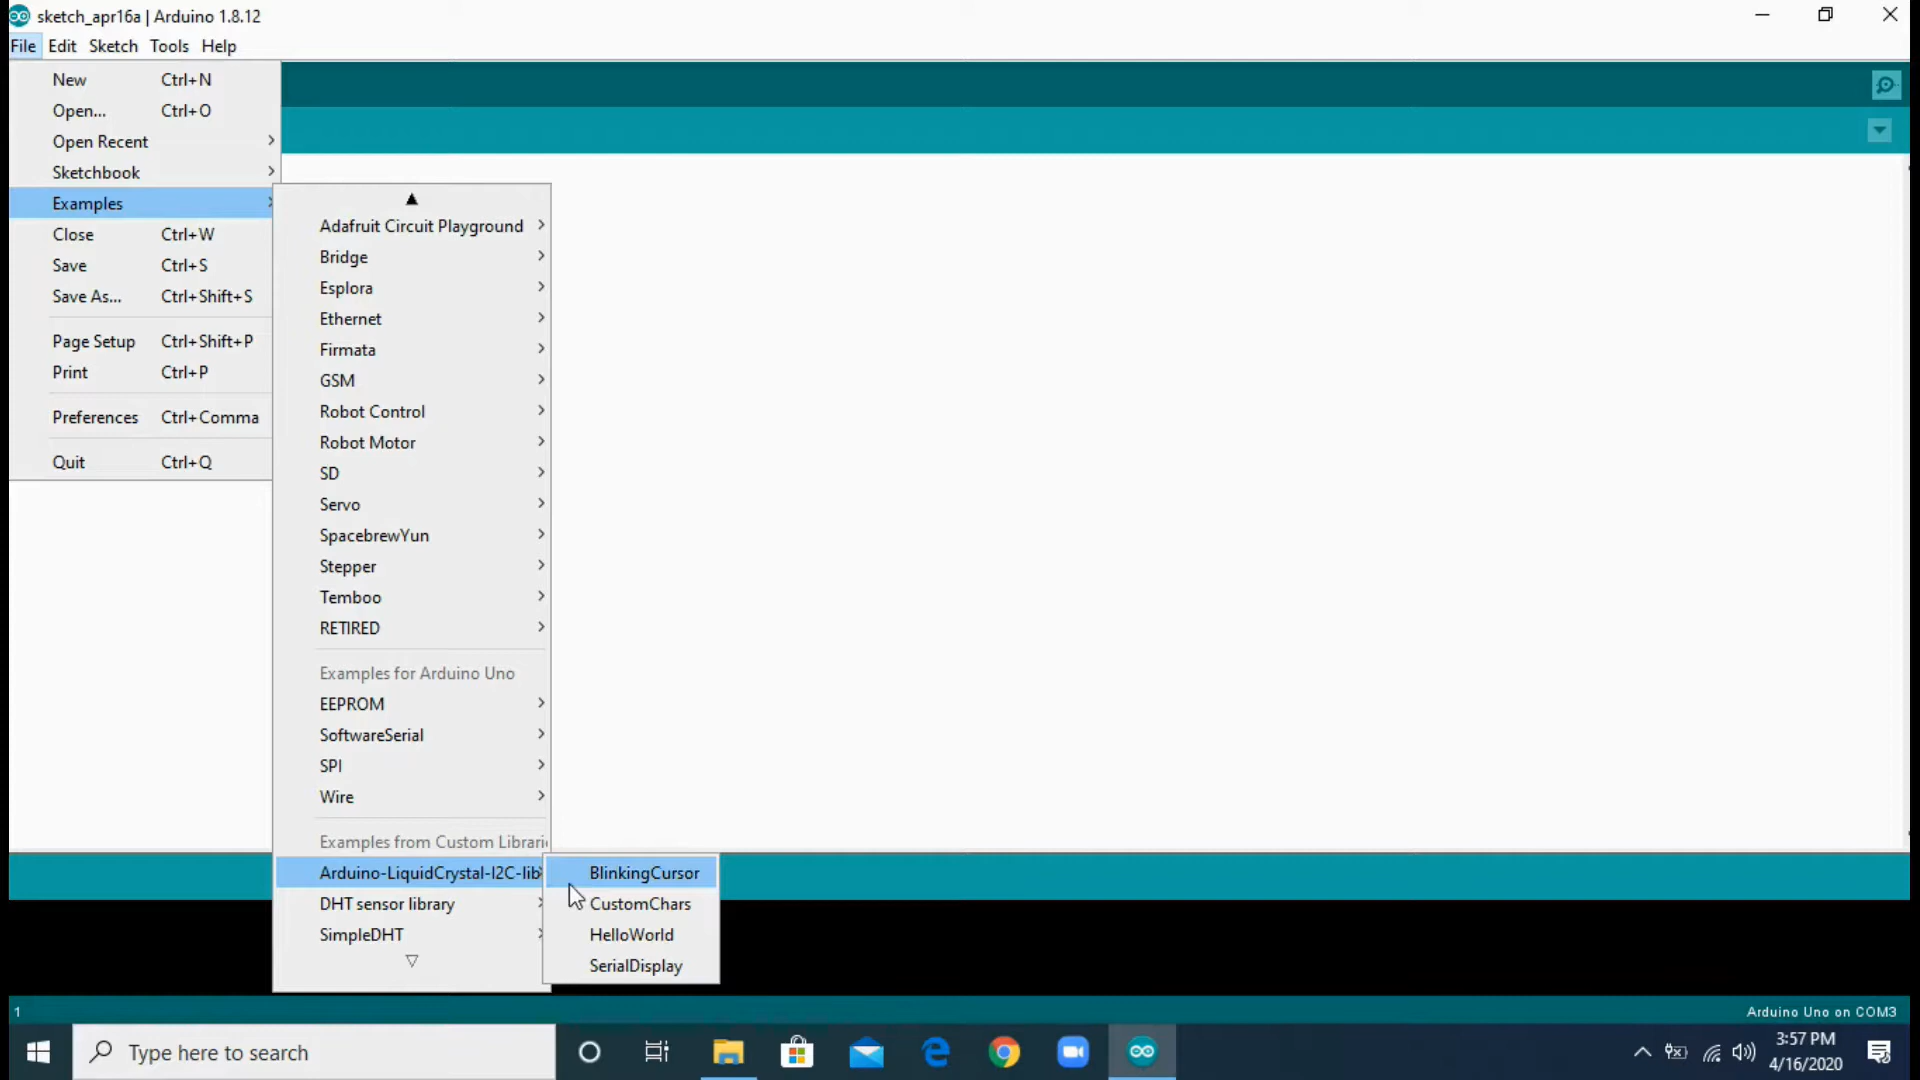 sketch_apr16a | Arduino 1.8.12
File Edit Sketch Tools Help
New Ctrl+N
Open... Ctrl+O
Open Recent
Sketchbook
Examples
Close Ctrl+W
Save Ctrl+S
Save As... Ctrl+Shift+S
Page Setup Ctrl+Shift+P
Print Ctrl+P
Preferences Ctrl+Comma
Quit Ctrl+Q
Adafruit Circuit Playground
Bridge
Esplora
Ethernet
Firmata
GSM
Robot Control
Robot Motor
SD
Servo
SpacebrewYun
Stepper
Temboo
RETIRED
Examples for Arduino Uno
EEPROM
SoftwareSerial
SPI
Wire
Examples from Custom Librari
Arduino-LiquidCrystal-I2C-lib
DHT sensor library
SimpleDHT
BlinkingCursor
CustomChars
HelloWorld
SerialDisplay
1
Arduino Uno on COM3
Type here to search
3:57 PM
4/16/2020